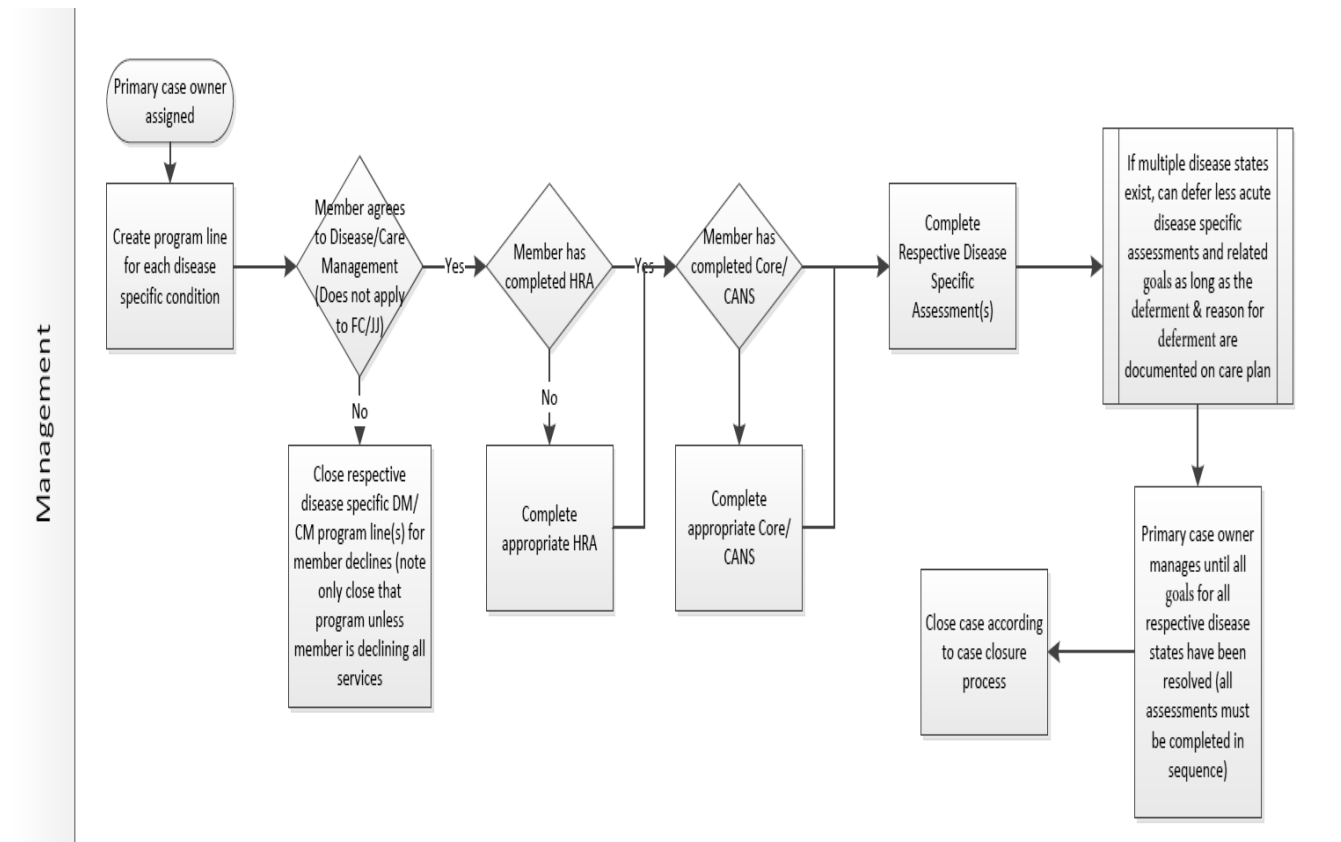 Management
Primary case owner
assigned
Create program line
for each disease
specific condition
Member agrees
to Disease/Care
Management
(Does not apply
to FC/JJ)
Yes
No
Close respective
disease specific DM/
CM program line(s) for
member declines (note
only close that
program unless
member is declining all
services
Member has
completed HRA
Yes
No
Complete
appropriate HRA
Member has
completed Core/
CANS
Complete
appropriate Core/
CANS
Complete
Respective Disease
Specific
Assessment(s)
If multiple disease states
exist, can defer less acute
disease specific
assessments and related
goals as long as the
deferment & reason for
deferment are
documented on care plan
Primary case owner
manages until all
goals for all
respective disease
states have been
resolved (all
assessments must
be completed in
sequence)
Close case according
to case closure
process